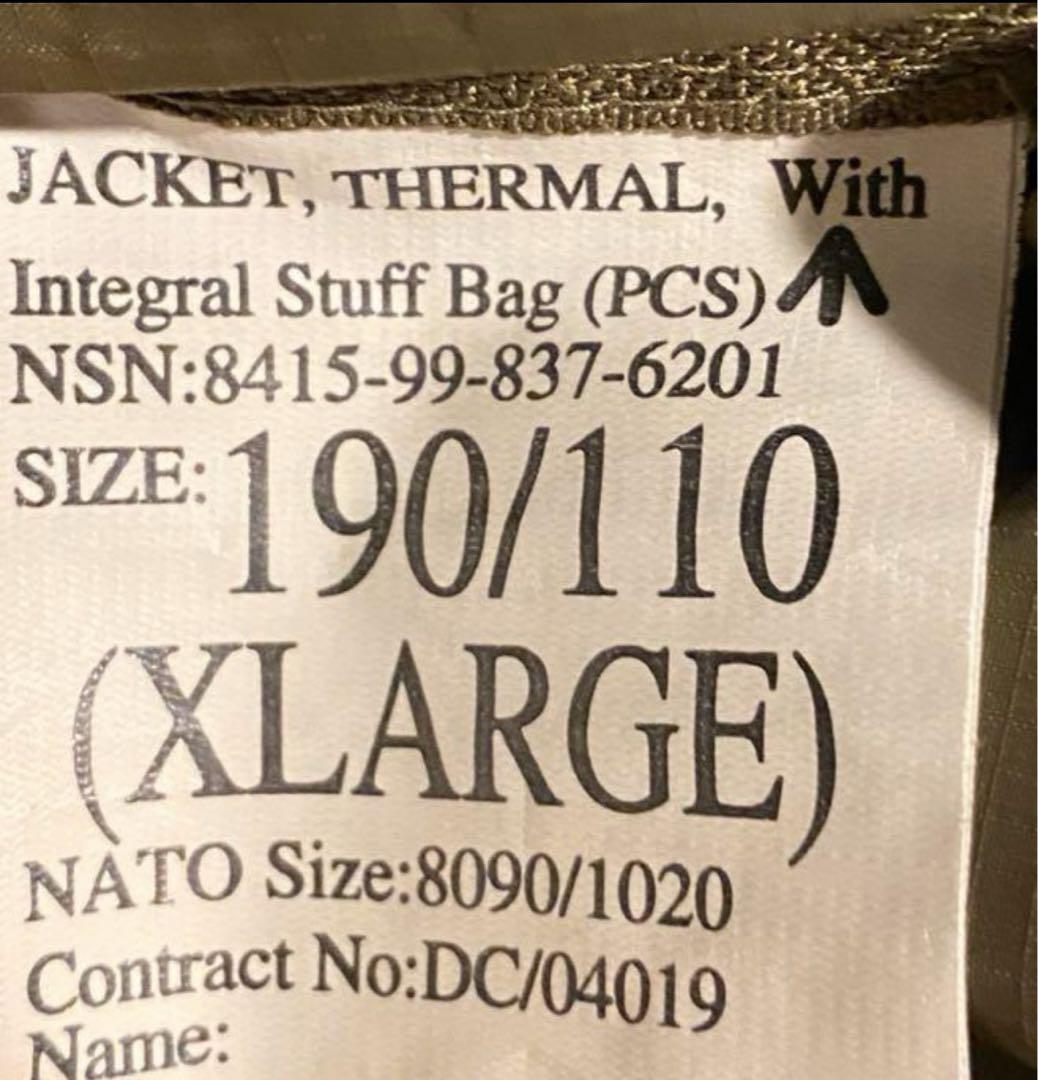 JACKET, THERMAL, With
Integral Stuff Bag (PCS)
NSN:8415-99-837-6201
SIZE:190/110
(XLARGE)
NATO Size:8090/1020
Contract No:DC/04019
Name: